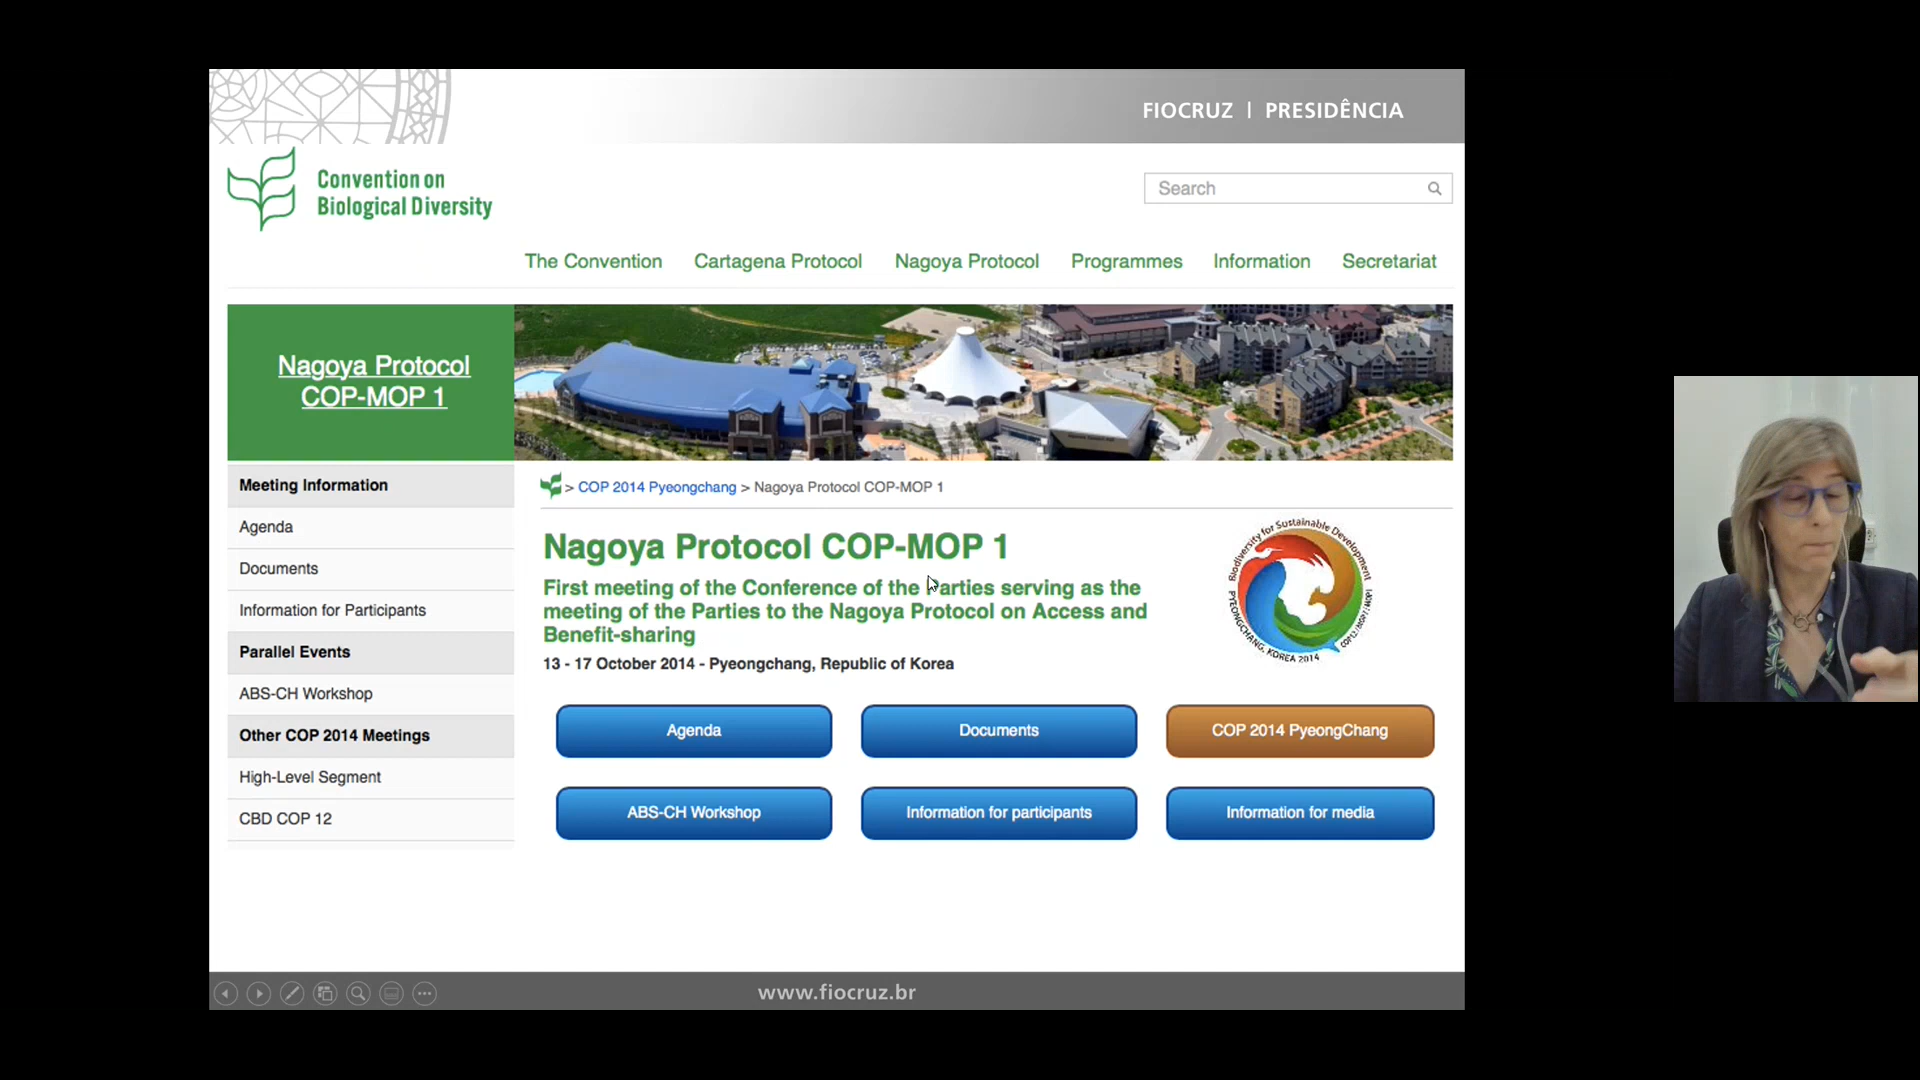 FIOCRUZ | PRESIDÊNCIA
Convention on
Biological Diversity
Search
The Convention Cartagena Protocol Nagoya Protocol Programmes Information Secretariat
Nagoya Protocol
COP-MOP 1
Meeting Information
Agenda
Documents
Information for Participants
Parallel Events
ABS-CH Workshop
Other COP 2014 Meetings
High-Level Segment
CBD COP 12
> COP 2014 Pyeongchang > Nagoya Protocol COP-MOP 1
Nagoya Protocol COP-MOP 1
First meeting of the Conference of the Parties serving as the
meeting of the Parties to the Nagoya Protocol on Access and
Benefit-sharing
13 - 17 October 2014 - Pyeongchang, Republic of Korea
Biodiversity for Sustainable Development
PYEONGCHANG, KOREA 2014
Agenda Documents COP 2014 PyeongChang
ABS-CH Workshop Information for participants Information for media
www.fiocruz.br